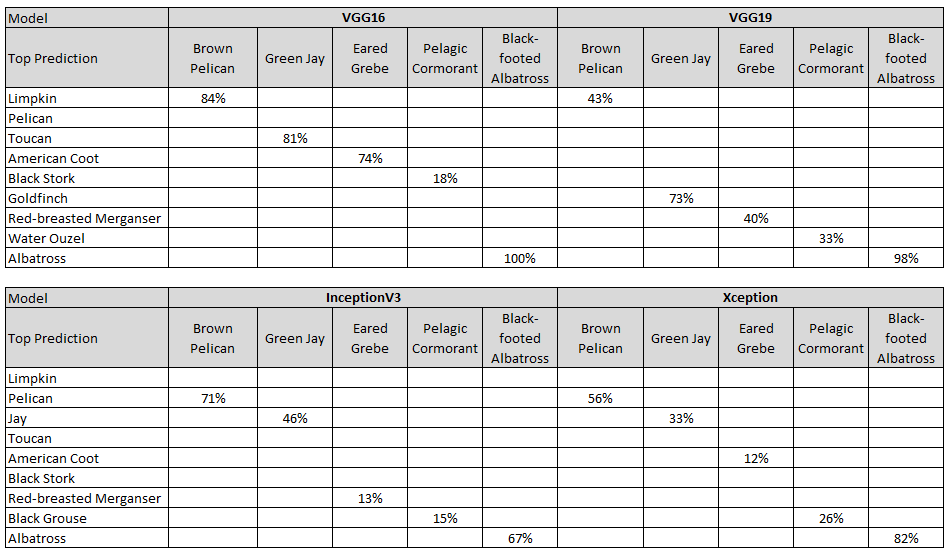 Model VGG16 VGG19
Top Prediction Brown Pelican Green Jay Eared Grebe Pelagic Cormorant Black-footed Albatross Brown Pelican Green Jay Eared Grebe Pelagic Cormorant Black-footed Albatross
Limpkin 84% 43%
Pelican
Toucan 81%
American Coot 74%
Black Stork 18%
Goldfinch 73%
Red-breasted Merganser 40%
Water Ouzel 33%
Albatross 100% 98%
Model InceptionV3 Xception
Top Prediction Brown Pelican Green Jay Eared Grebe Pelagic Cormorant Black-footed Albatross Brown Pelican Green Jay Eared Grebe Pelagic Cormorant Black-footed Albatross
Limpkin
Pelican 71% 56%
Jay 46% 33%
Toucan
American Coot 12%
Black Stork
Red-breasted Merganser 13%
Black Grouse 15% 26%
Albatross 67% 82%